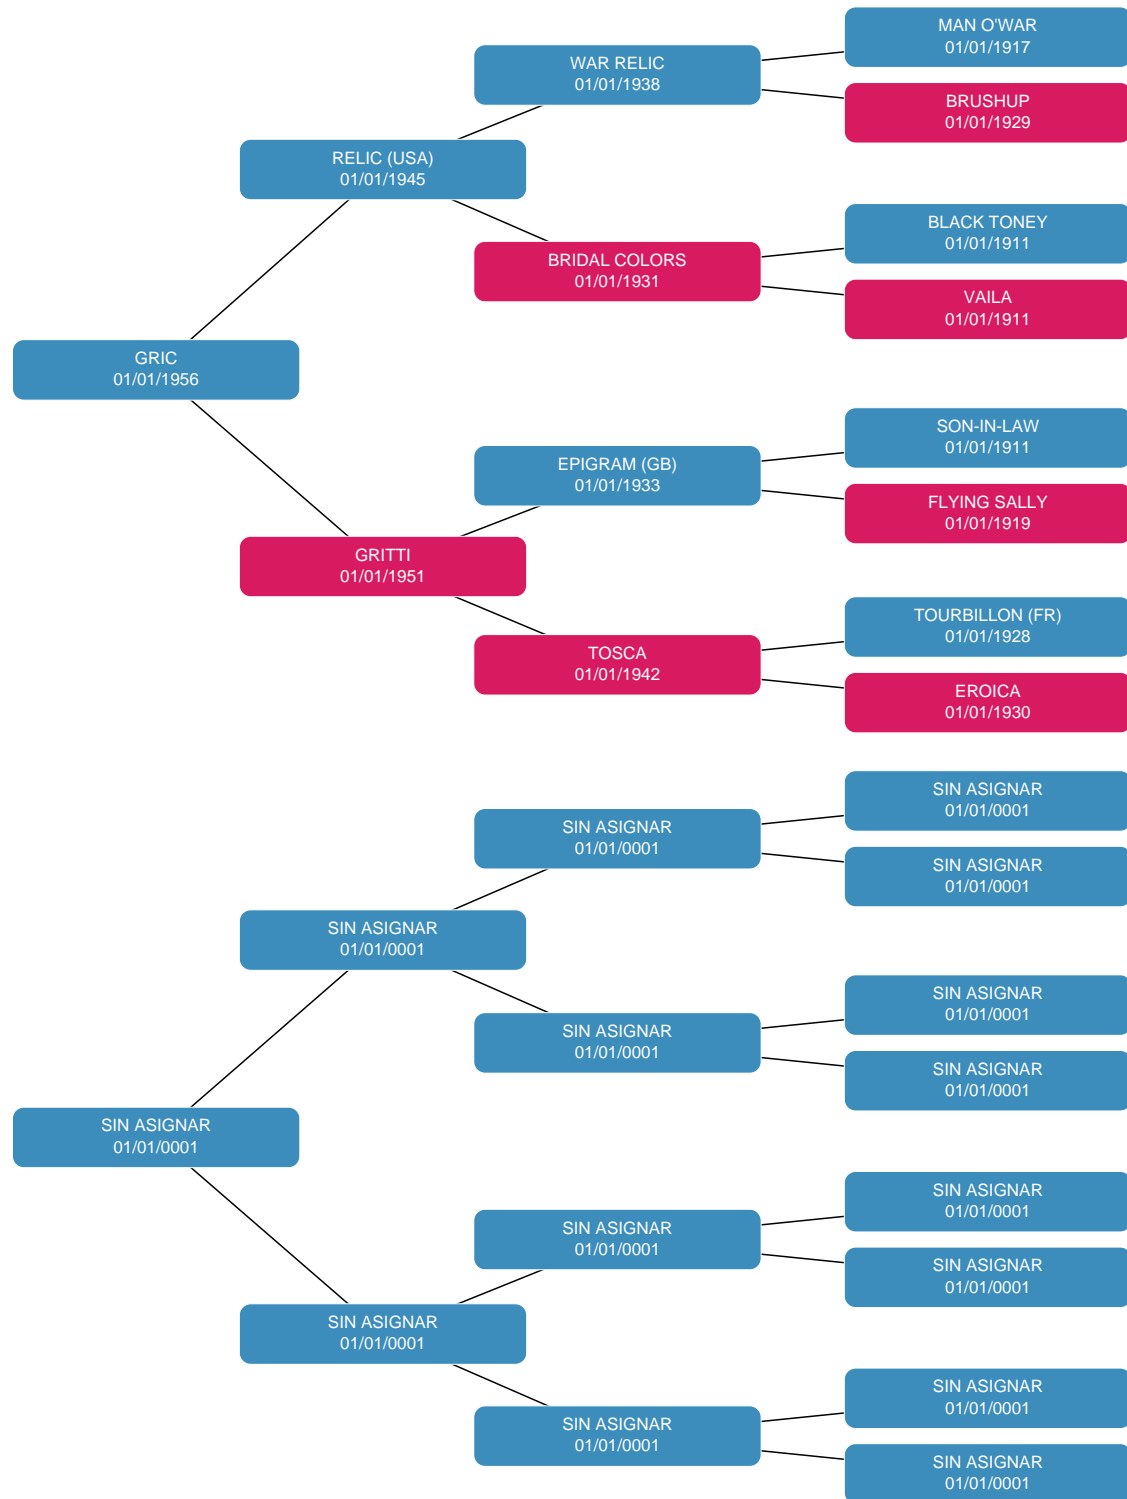 MAN O'WAR
01/01/1917
WAR RELIC
01/01/1938
BRUSHUP
01/01/1929
RELIC (USA)
01/01/1945
BLACK TONEY
01/01/1911
BRIDAL COLORS
01/01/1931
VAILA
01/01/1911
GRIC
01/01/1956
SON-IN-LAW
01/01/1911
EPIGRAM (GB)
01/01/1933
FLYING SALLY
01/01/1919
GRITTI
01/01/1951
TOURBILLON (FR)
01/01/1928
TOSCA
01/01/1942
EROICA
01/01/1930
SIN ASIGNAR
01/01/0001
SIN ASIGNAR
01/01/0001
SIN ASIGNAR
01/01/0001
SIN ASIGNAR
01/01/0001
SIN ASIGNAR
01/01/0001
SIN ASIGNAR
01/01/0001
SIN ASIGNAR
01/01/0001
SIN ASIGNAR
01/01/0001
SIN ASIGNAR
01/01/0001
SIN ASIGNAR
01/01/0001
SIN ASIGNAR
01/01/0001
SIN ASIGNAR
01/01/0001
SIN ASIGNAR
01/01/0001
SIN ASIGNAR
01/01/0001
SIN ASIGNAR
01/01/0001